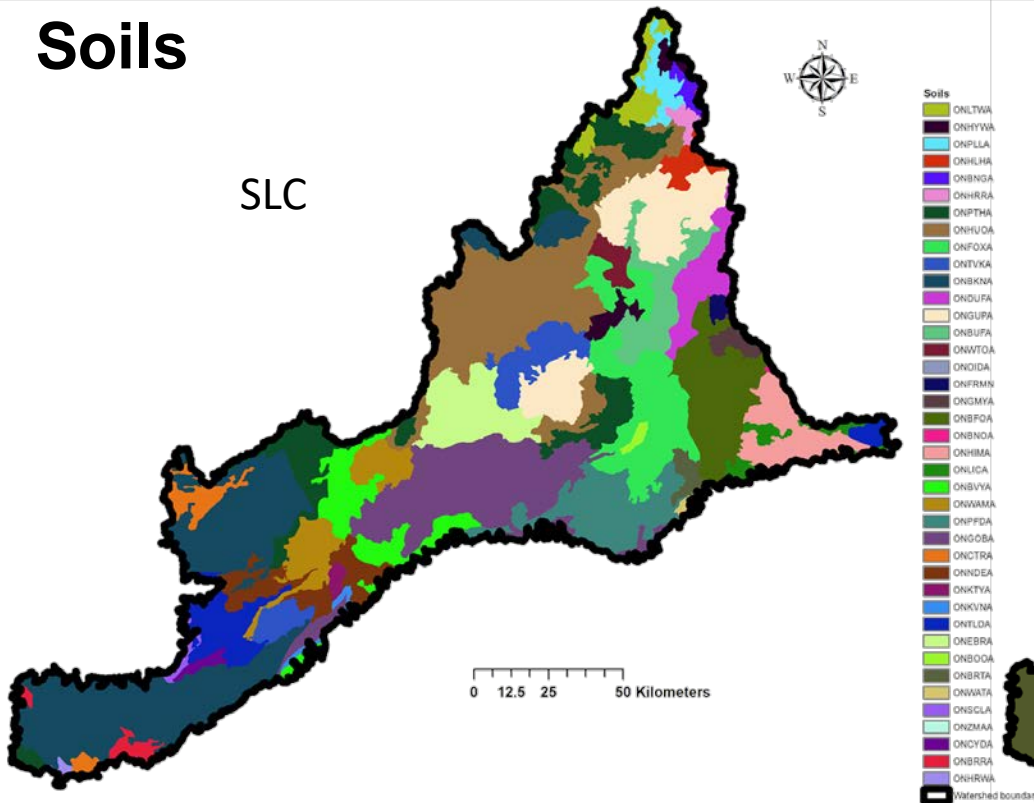 Soils
SLC
N
W E
S
Soils
ONLTWA
ONHYWA
ONPLLA
ONHLHA
ONBNGA
ONHRRA
ONPTHA
ONHUOA
ONFOXA
ONTVKA
ONBKNA
ONDUFA
ONGUPA
ONBUFA
ONWTOA
ONOIDA
ONFRMN
ONGMYA
ONBFOA
ONBNOA
ONHIMA
ONLICA
ONBVYA
ONWAMA
ONPFDA
ONGOBA
ONCTRA
ONNDEA
ONKTYA
ONKVNA
ONTLDA
ONEBRA
ONBOOA
ONBRTA
ONWATA
ONSCLA
ONZMAA
ONCYDA
ONBRRA
ONHRWA
Watershed boundar
0 12.5 25 50 Kilometers